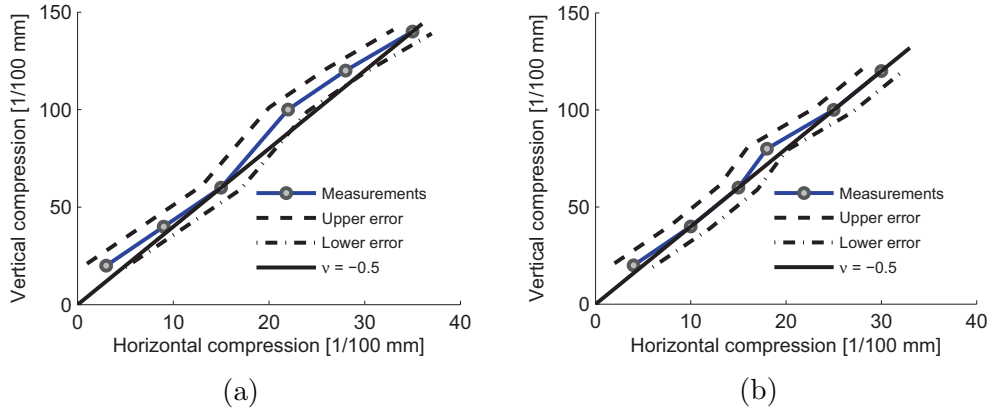 150
100
50
0
Vertical compression [1/100 mm]
Measurements
Upper error
Lower error
ν = −0.5
0 10 20 30 40
Horizontal compression [1/100 mm]
(a)
150
100
50
0
Vertical compression [1/100 mm]
Measurements
Upper error
Lower error
ν = −0.5
0 10 20 30 40
Horizontal compression [1/100 mm]
(b)